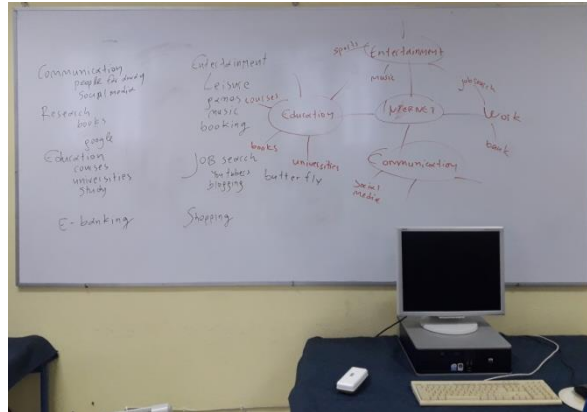 Communication
people far away
social media
Research
books
google
Education
courses
universities
study
E-banking
Entertainment
Leisure
games
music
booking
JOB search
youtubers
blogging
Shopping
butterfly
sports
Entertainment
music
courses
Education
books
universities
INTERNET
job search
Work
bank
Communication
social
media